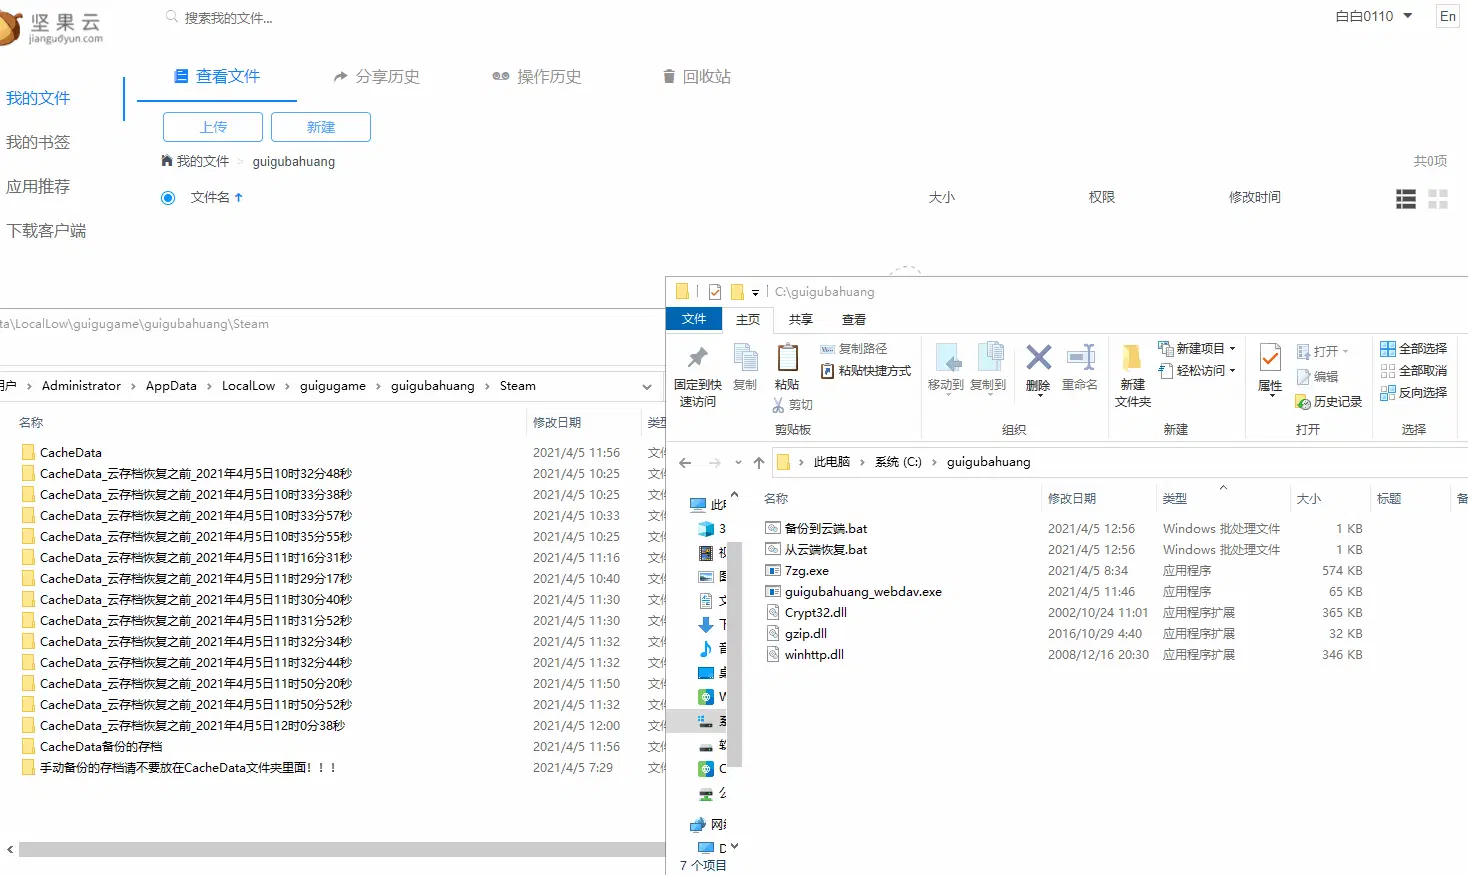 坚果云
jianguoyun.com
搜索我的文件...
白白0110
En
我的文件
我的书签
应用推荐
下载客户端
查看文件
分享历史
操作历史
回收站
上传
新建
我的文件 > guigubahuang
共0项
文件名
大小
权限
修改时间
ta\LocalLow\guigugame\guigubahuang\Steam
Administrator > AppData > LocalLow > guigugame > guigubahuang > Steam
名称 修改日期
CacheData 2021/4/5 11:56
CacheData_云存档恢复之前_2021年4月5日10时32分48秒 2021/4/5 10:25
CacheData_云存档恢复之前_2021年4月5日10时33分38秒 2021/4/5 10:25
CacheData_云存档恢复之前_2021年4月5日10时33分57秒 2021/4/5 10:33
CacheData_云存档恢复之前_2021年4月5日10时35分55秒 2021/4/5 10:25
CacheData_云存档恢复之前_2021年4月5日11时16分31秒 2021/4/5 11:16
CacheData_云存档恢复之前_2021年4月5日11时29分17秒 2021/4/5 10:40
CacheData_云存档恢复之前_2021年4月5日11时30分40秒 2021/4/5 11:30
CacheData_云存档恢复之前_2021年4月5日11时31分52秒 2021/4/5 11:30
CacheData_云存档恢复之前_2021年4月5日11时32分34秒 2021/4/5 11:32
CacheData_云存档恢复之前_2021年4月5日11时32分44秒 2021/4/5 11:32
CacheData_云存档恢复之前_2021年4月5日11时50分20秒 2021/4/5 11:50
CacheData_云存档恢复之前_2021年4月5日11时50分52秒 2021/4/5 11:32
CacheData_云存档恢复之前_2021年4月5日12时0分38秒 2021/4/5 12:00
CacheData备份的存档 2021/4/5 11:56
手动备份的存档请不要放在CacheData文件夹里面！！！ 2021/4/5 7:29
C:\guigubahuang
文件 主页 共享 查看
固定到快速访问
复制
粘贴
复制路径
粘贴快捷方式
剪切
剪贴板
移动到
复制到
删除
重命名
组织
新建
文件夹
新建项目
轻松访问
新建
属性
打开
编辑
历史记录
打开
全部选择
全部取消
反向选择
选择
此电脑 > 系统 (C:) > guigubahuang
名称 修改日期 类型 大小 标题 备
备份到云端.bat 2021/4/5 12:56 Windows 批处理文件 1 KB
从云端恢复.bat 2021/4/5 12:56 Windows 批处理文件 1 KB
7zg.exe 2021/4/5 8:34 应用程序 574 KB
guigubahuang_webdav.exe 2021/4/5 11:46 应用程序 65 KB
Crypt32.dll 2002/10/24 11:01 应用程序扩展 365 KB
gzip.dll 2016/10/29 4:40 应用程序扩展 32 KB
winhttp.dll 2008/12/16 20:30 应用程序扩展 346 KB
7 个项目